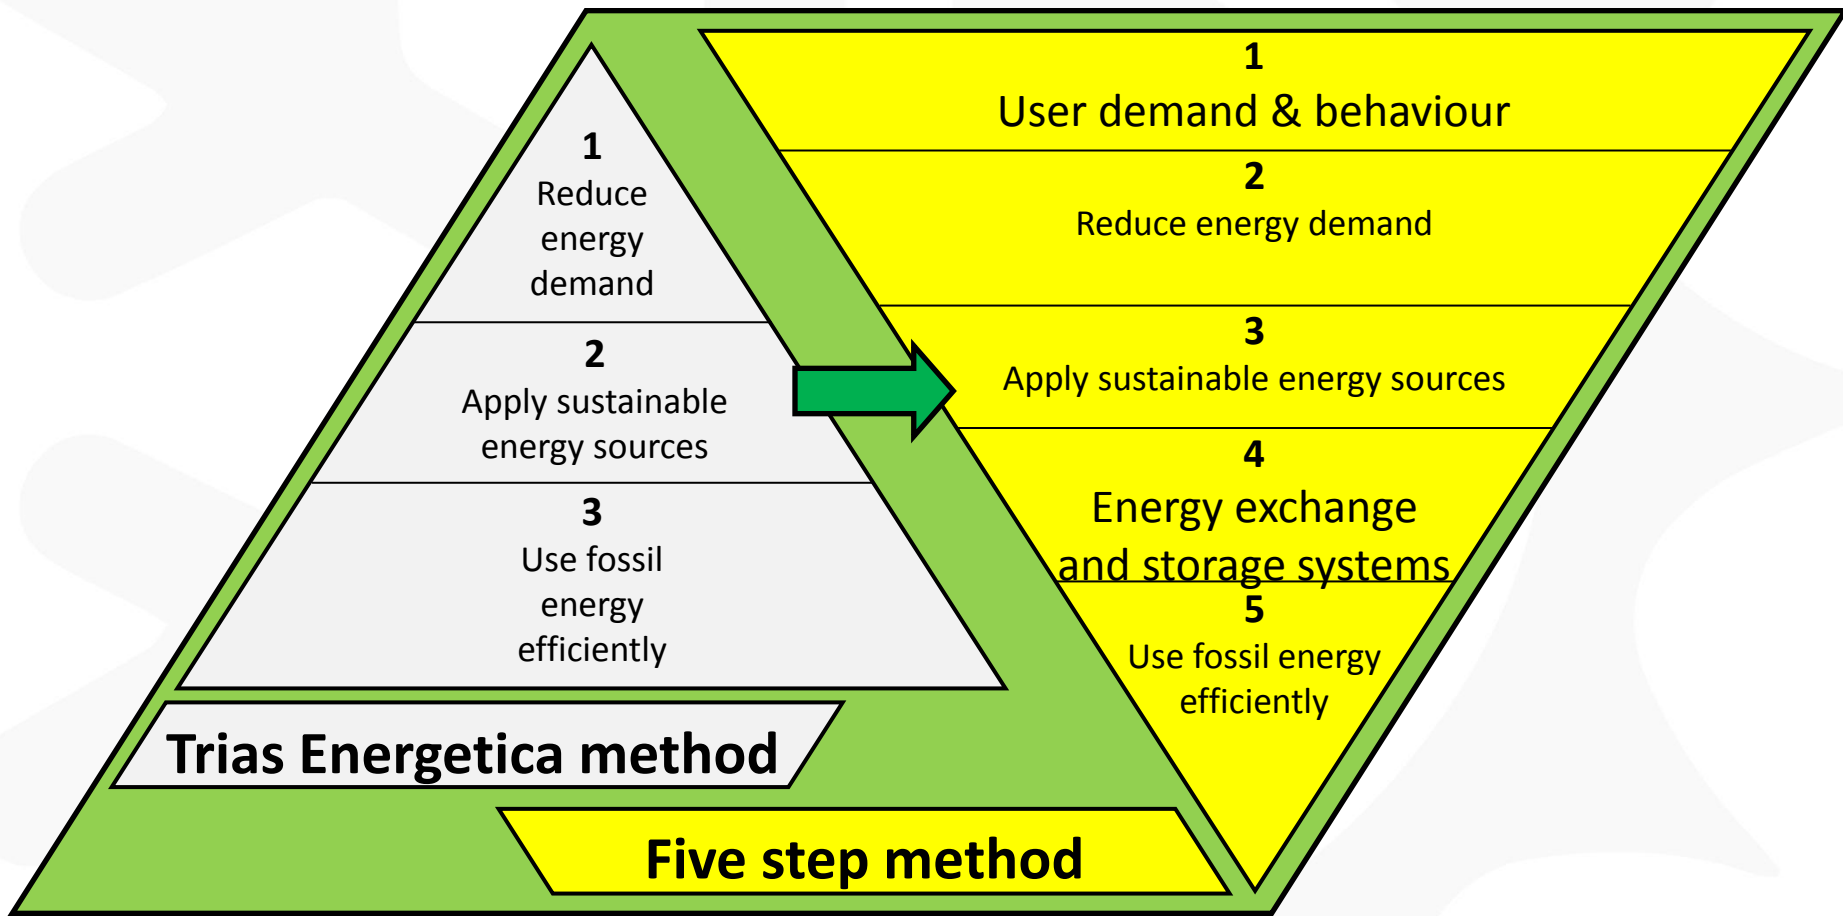 1
Reduce
energy
demand
2
Apply sustainable
energy sources
3
Use fossil
energy
efficiently
Trias Energetica method
1
User demand & behaviour
2
Reduce energy demand
3
Apply sustainable energy sources
4
Energy exchange
and storage systems
5
Use fossil energy
efficiently
Five step method